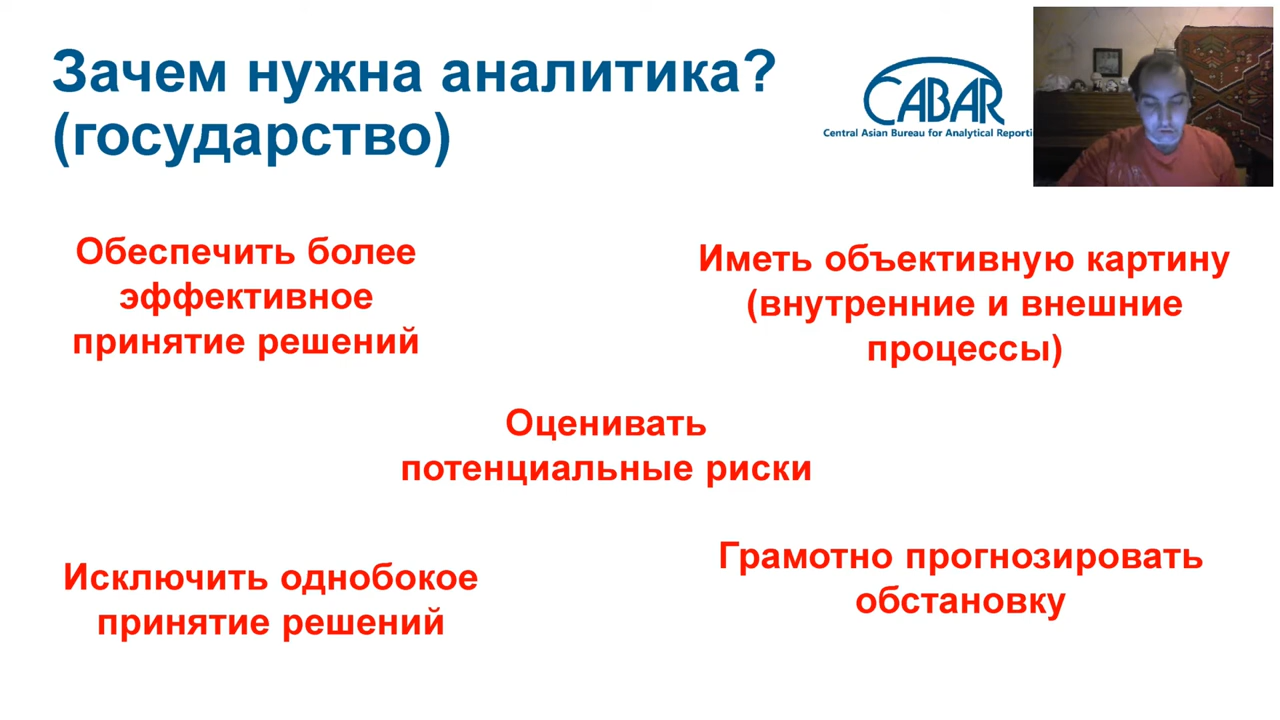 Зачем нужна аналитика?
(государство)
CABAR
Central Asian Bureau for Analytical
Обеспечить более
эффективное
принятие решений
Иметь объективную картину
(внутренние и внешние
процессы)
Оценивать
потенциальные риски
Исключить однобокое
принятие решений
Грамотно прогнозировать
обстановку